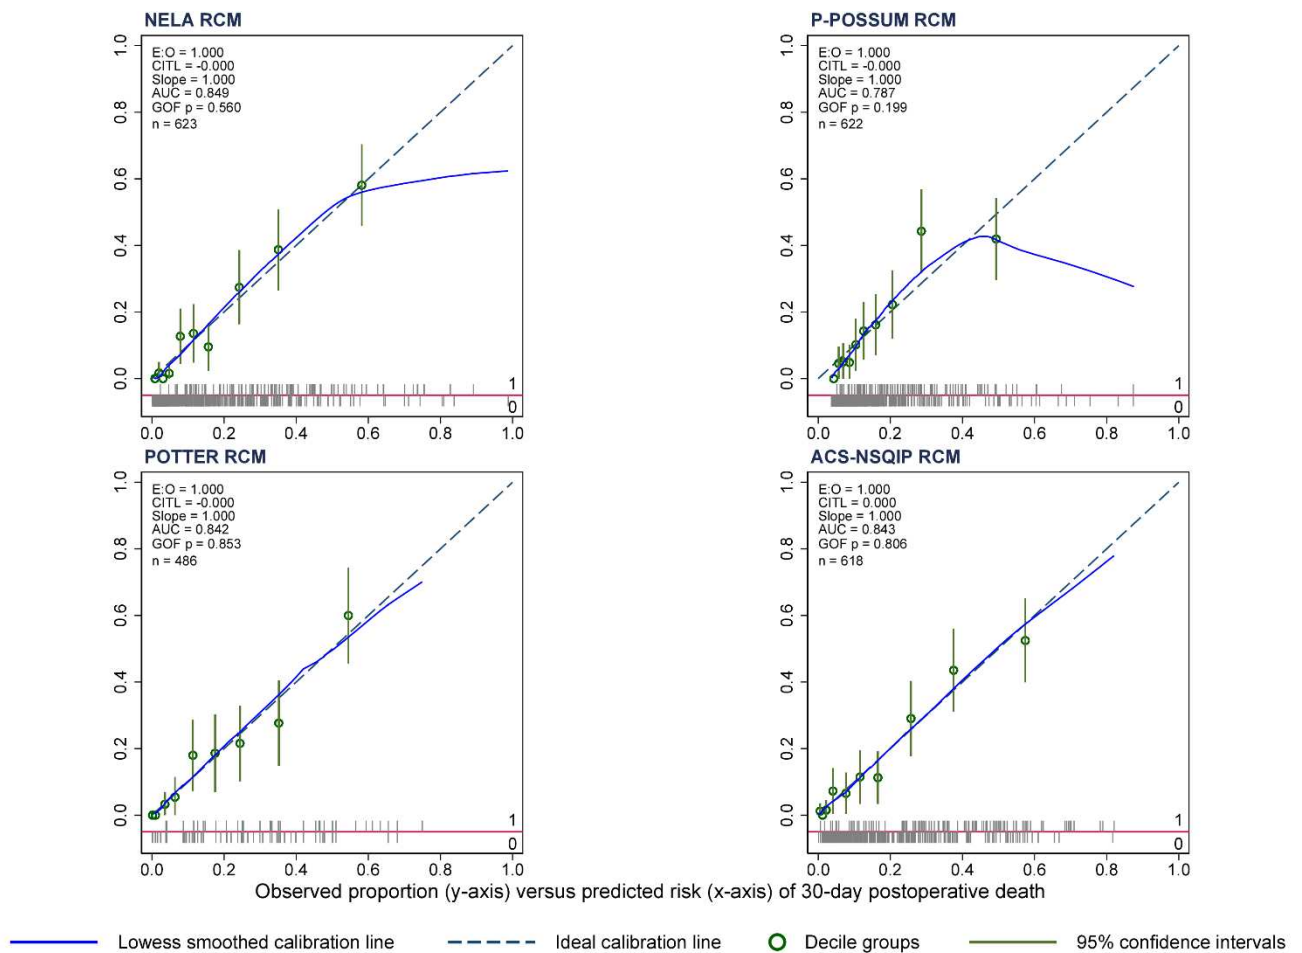 NELA RCM
E:O = 1.000
CITL = -0.000
Slope = 1.000
AUC = 0.849
GOF p = 0.560
n = 623
1.0
0.8
0.6
0.4
0.2
0.0
1
0
0.0 0.2 0.4 0.6 0.8 1.0
P-POSSUM RCM
E:O = 1.000
CITL = -0.000
Slope = 1.000
AUC = 0.787
GOF p = 0.199
n = 622
1.0
0.8
0.6
0.4
0.2
0.0
1
0
0.0 0.2 0.4 0.6 0.8 1.0
POTTER RCM
E:O = 1.000
CITL = -0.000
Slope = 1.000
AUC = 0.842
GOF p = 0.853
n = 486
1.0
0.8
0.6
0.4
0.2
0.0
1
0
0.0 0.2 0.4 0.6 0.8 1.0
ACS-NSQIP RCM
E:O = 1.000
CITL = 0.000
Slope = 1.000
AUC = 0.843
GOF p = 0.806
n = 618
1.0
0.8
0.6
0.4
0.2
0.0
1
0
0.0 0.2 0.4 0.6 0.8 1.0
Observed proportion (y-axis) versus predicted risk (x-axis) of 30-day postoperative death
Lowess smoothed calibration line Ideal calibration line Decile groups 95% confidence intervals